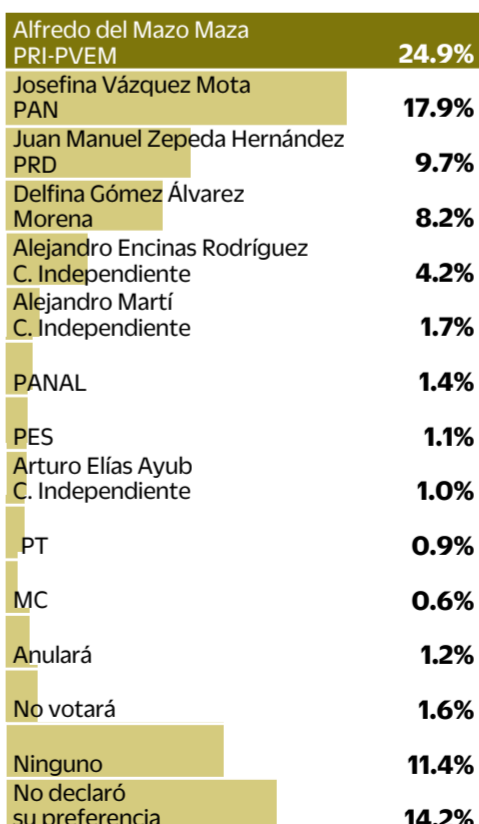 Alfredo del Mazo Maza
PRI-PVEM 24.9%
Josefina Vázquez Mota
PAN 17.9%
Juan Manuel Zepeda Hernández
PRD 9.7%
Delfina Gómez Álvarez
Morena 8.2%
Alejandro Encinas Rodríguez
C. Independiente 4.2%
Alejandro Martí
C. Independiente 1.7%
PANAL 1.4%
PES 1.1%
Arturo Elías Ayub
C. Independiente 1.0%
PT 0.9%
MC 0.6%
Anulará 1.2%
No votará 1.6%
Ninguno 11.4%
No declaró
su preferencia 14.2%